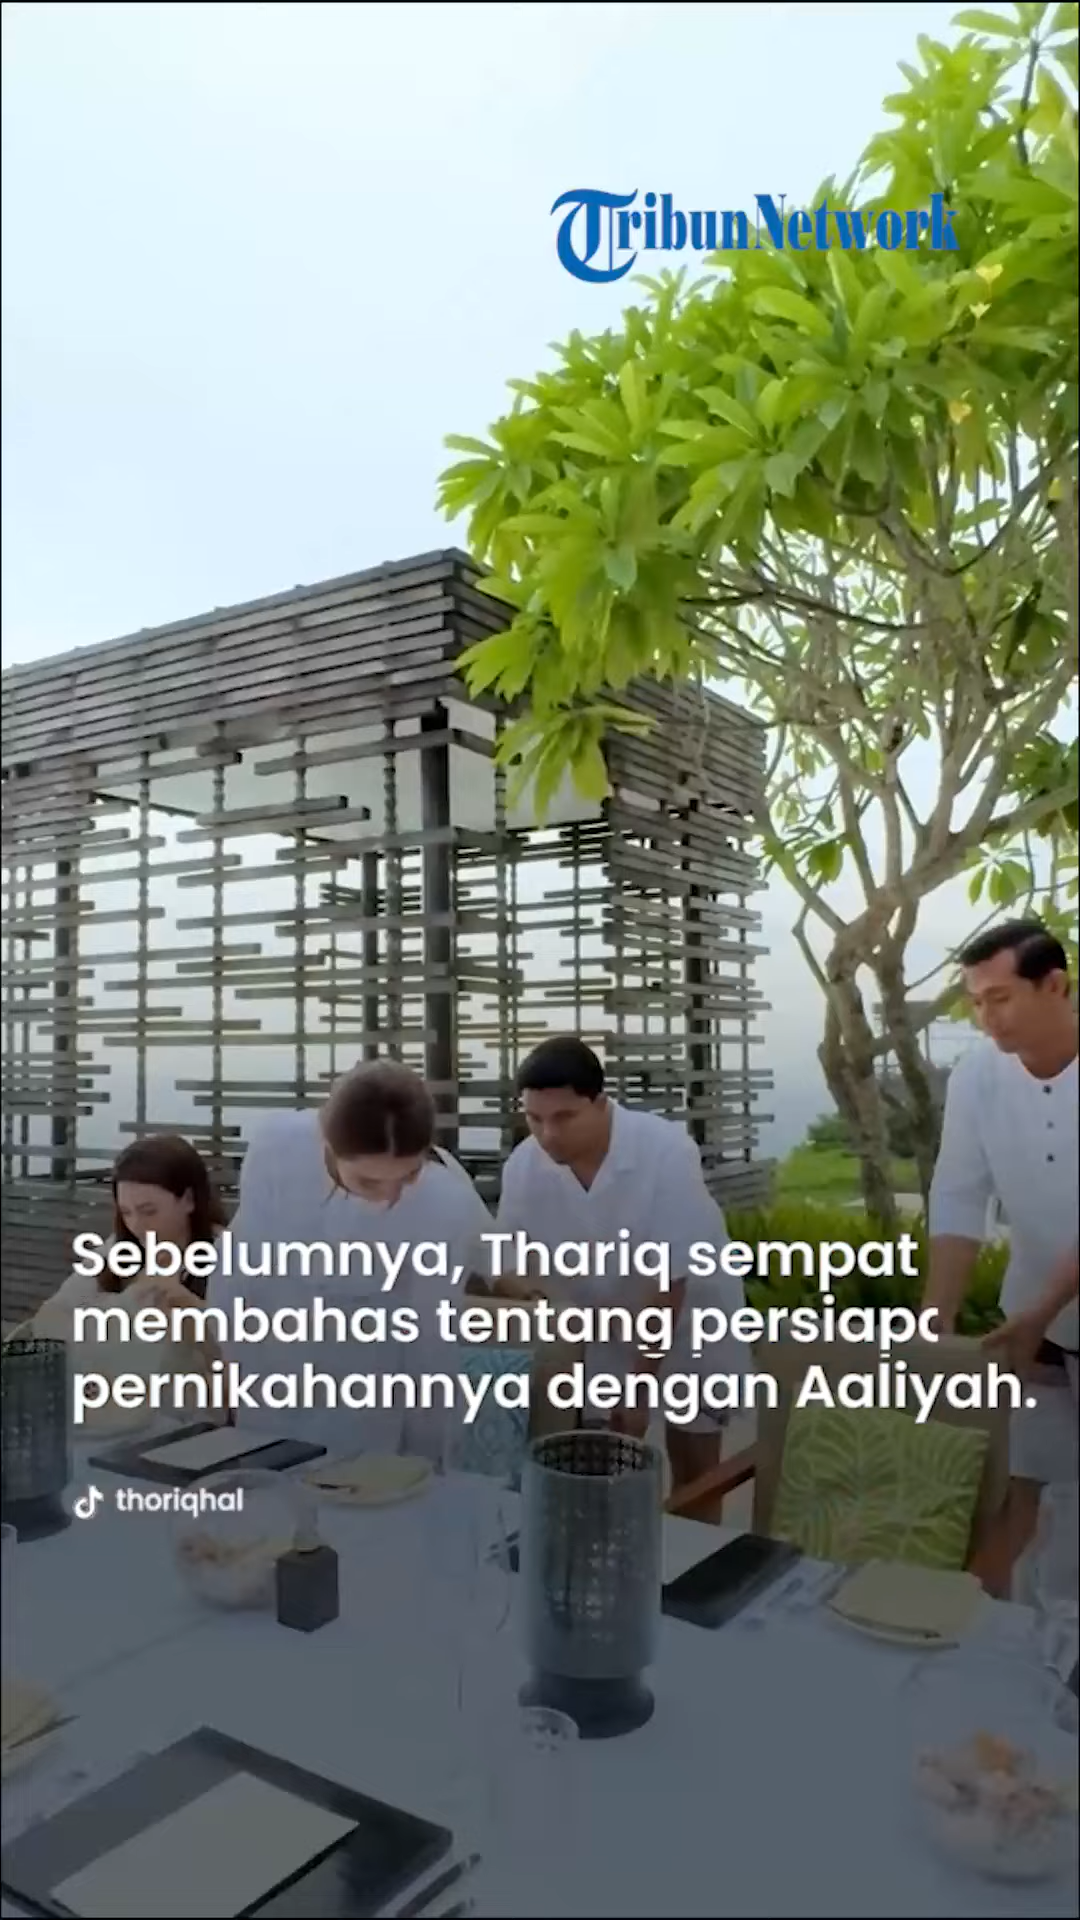 TribunNetwork
Sebelumnya, Thariq sempat
membahas tentang persiapa
pernikahannya dengan Aaliyah.
thoriqhal